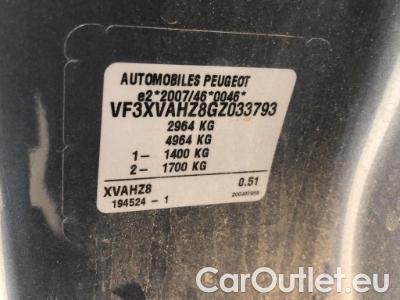 AUTOMOBILES PEUGEOT
e2*2007/46*0046*
VF3XVAHZ8GZ033793
2964 KG
4964 KG
1- 1400 KG
2- 1700 KG
XVAHZ8 0.51
194524 - 1
CarOutlet.eu